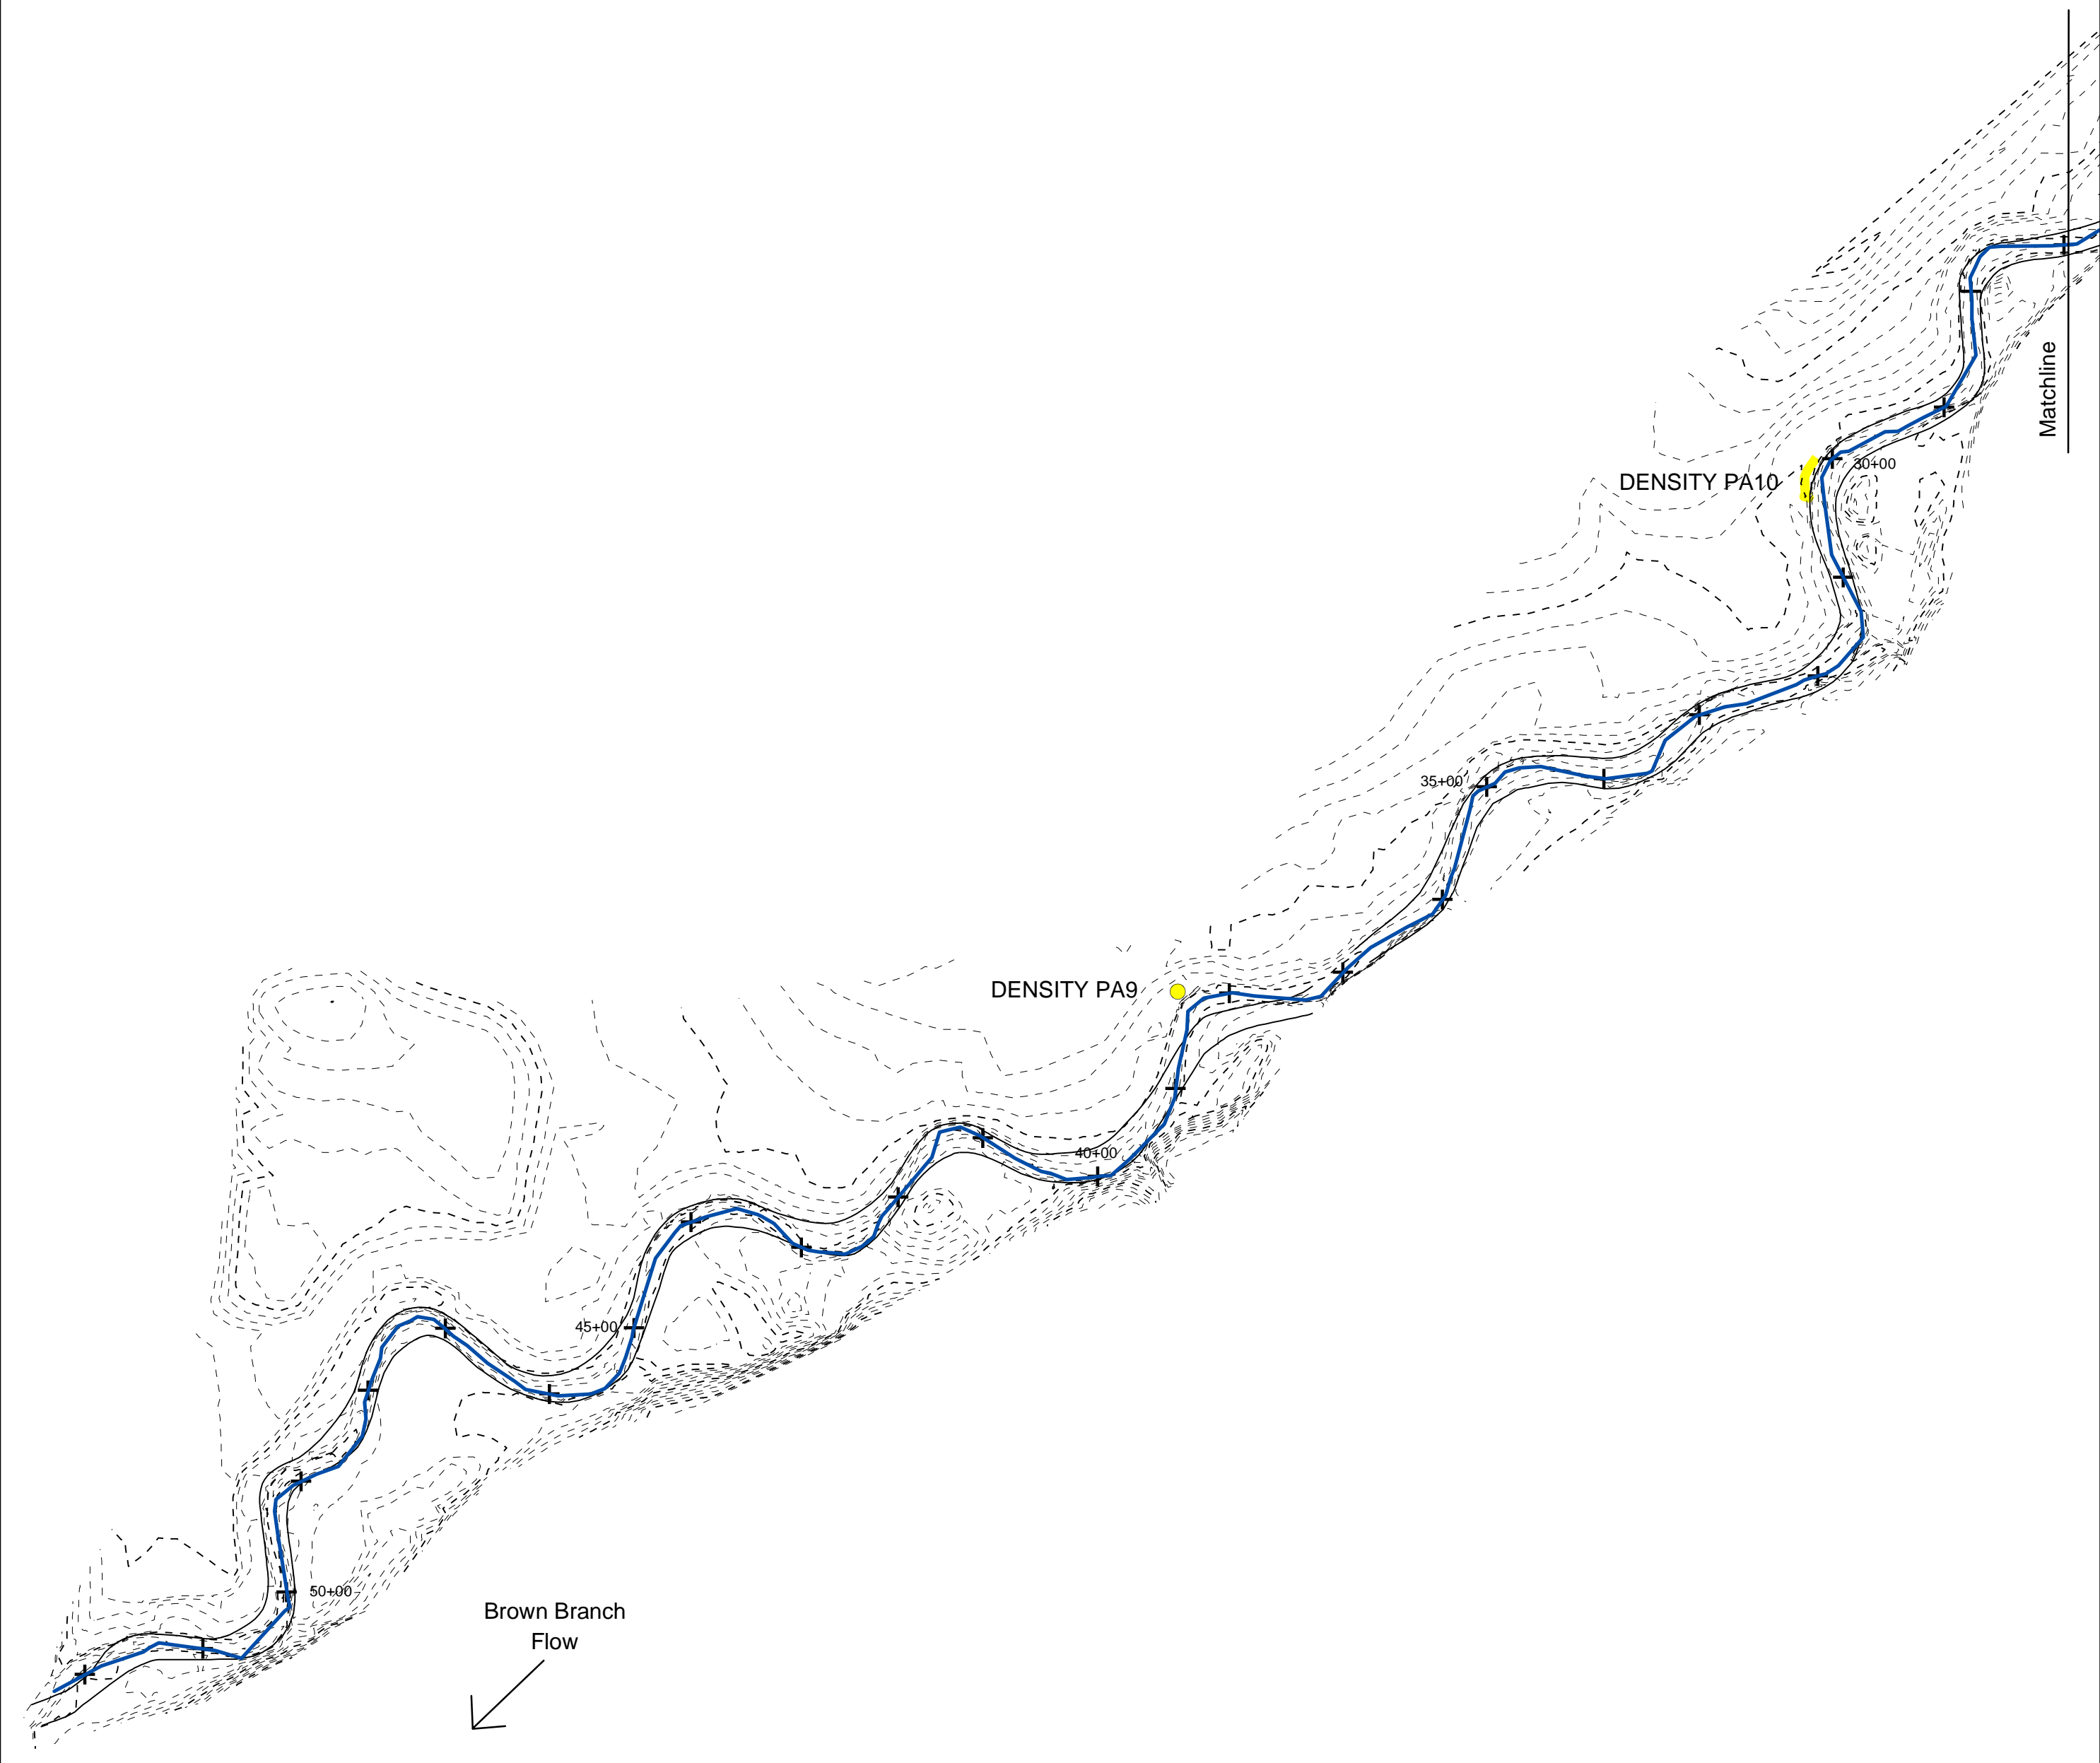 Matchline
30+00
DENSITY PA10
35+00
DENSITY PA9
40+00
45+00
50+00
Brown Branch
Flow